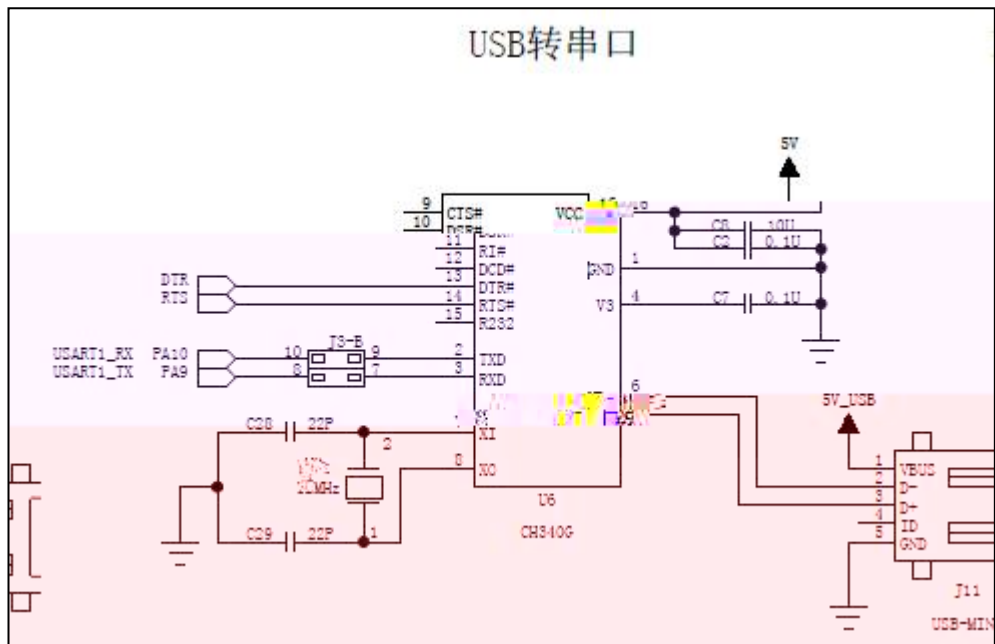 USB转串口
5V
9 CTS#
10
VCC
11
RI#
12
DCD#
13
DTR#
14
RTS#
15
R232
DTR
RTS
C8 10U
C2 0.1U
1
GND
4
V3
C7 0.1U
J3-B
USART1_RX PA10 10 9 2 TXD
USART1_TX PA9 8 7 3 RXD
6
5V_USB
C28 22P
2
XI
8 XO
1
C29 22P
U6
CH340G
1 VBUS
2 D-
3 D+
4 ID
5 GND
J11
USB-MIN